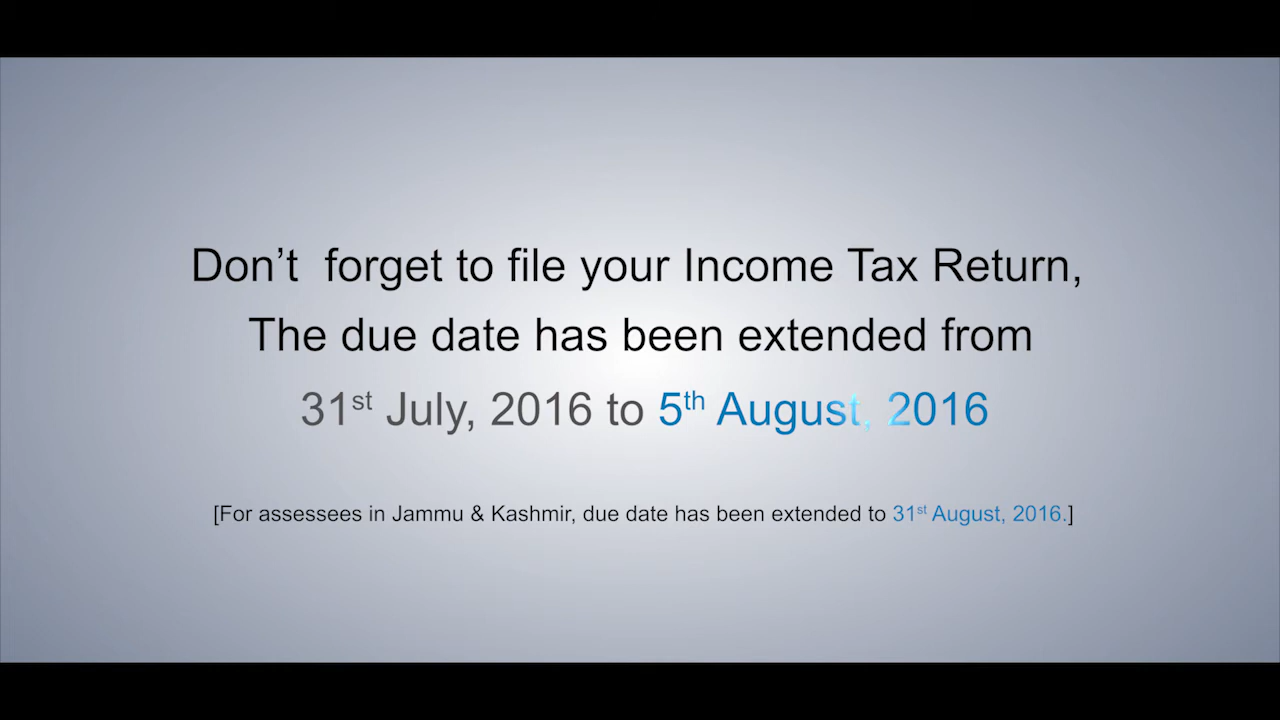 Don’t  forget to file your Income Tax Return,
The due date has been extended from
31st July, 2016 to 5th August, 2016
[For assessees in Jammu & Kashmir, due date has been extended to 31st August, 2016.]